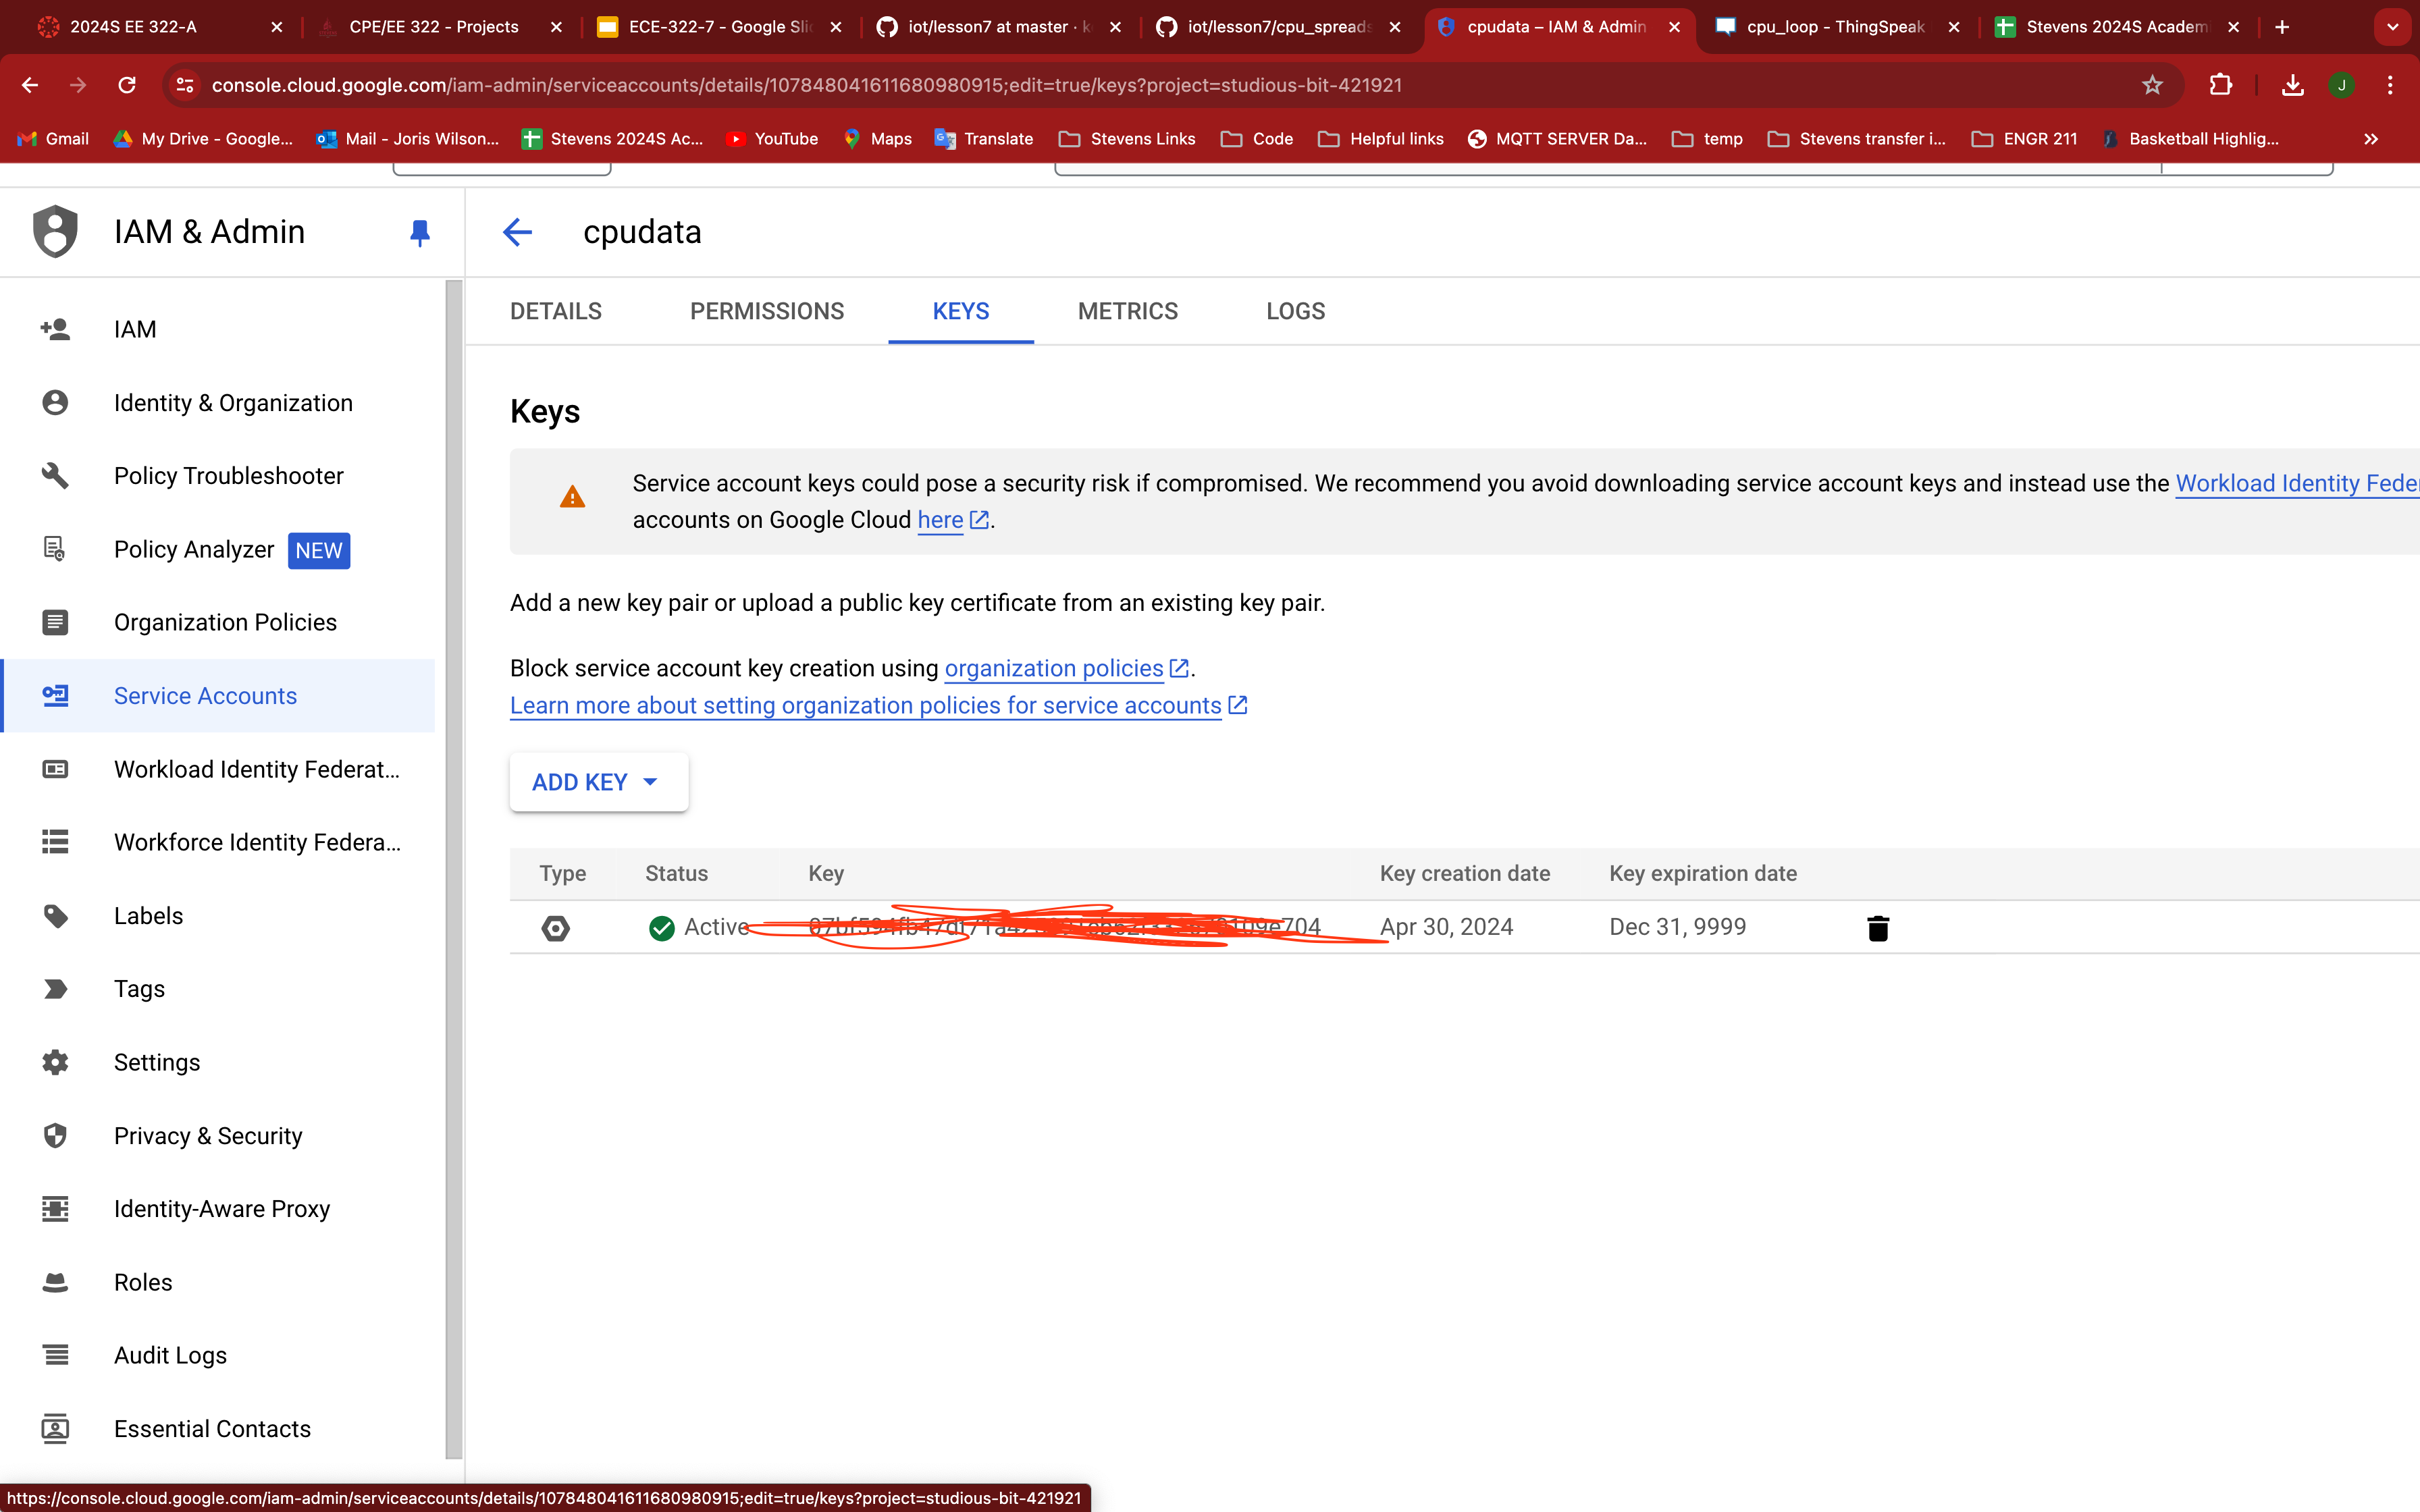 2024S EE 322-A
CPE/EE 322 - Projects
ECE-322-7 - Google Sli
iot/lesson7 at master · k
iot/lesson7/cpu_spreads
cpudata – IAM & Admin
cpu_loop - ThingSpeak
Stevens 2024S Academ
console.cloud.google.com/iam-admin/serviceaccounts/details/107848041611680980915;edit=true/keys?project=studious-bit-421921
J
Gmail
My Drive - Google...
Mail - Joris Wilson...
Stevens 2024S Ac...
YouTube
Maps
Translate
Stevens Links
Code
Helpful links
MQTT SERVER Da...
temp
Stevens transfer i...
ENGR 211
Basketball Highlig...
IAM & Admin
cpudata
DETAILS
PERMISSIONS
KEYS
METRICS
LOGS
IAM
Identity & Organization
Policy Troubleshooter
Policy Analyzer NEW
Organization Policies
Service Accounts
Workload Identity Federat...
Workforce Identity Federa...
Labels
Tags
Settings
Privacy & Security
Identity-Aware Proxy
Roles
Audit Logs
Essential Contacts
Keys
Service account keys could pose a security risk if compromised. We recommend you avoid downloading service account keys and instead use the Workload Identity Feder
accounts on Google Cloud here.
Add a new key pair or upload a public key certificate from an existing key pair.
Block service account key creation using organization policies.
Learn more about setting organization policies for service accounts
ADD KEY
Type Status Key Key creation date Key expiration date
Active Apr 30, 2024 Dec 31, 9999
https://console.cloud.google.com/iam-admin/serviceaccounts/details/107848041611680980915;edit=true/keys?project=studious-bit-421921